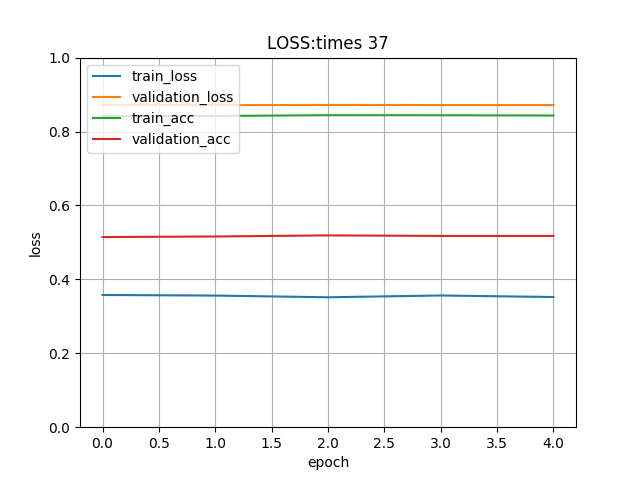 LOSS:times 37
1.0
0.8
0.6
0.4
0.2
0.0
loss
train_loss
validation_loss
train_acc
validation_acc
0.0 0.5 1.0 1.5 2.0 2.5 3.0 3.5 4.0
epoch